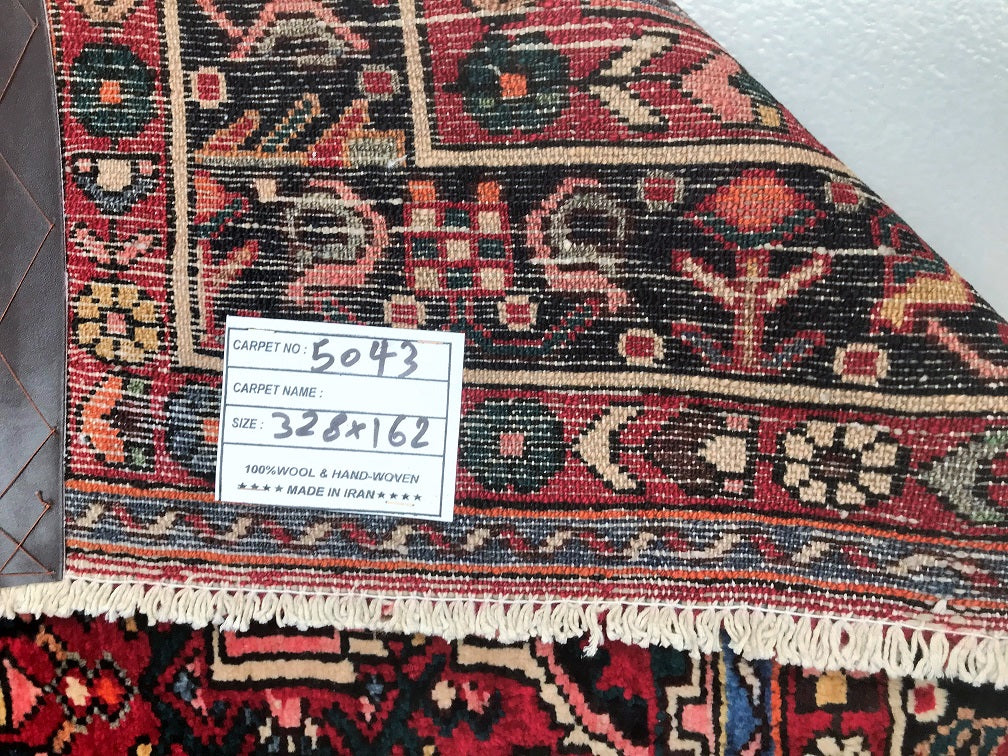 CARPET NO : 5043
CARPET NAME :
SIZE : 328x162
100%WOOL & HAND-WOVEN
★★★★ MADE IN IRAN ★★★★